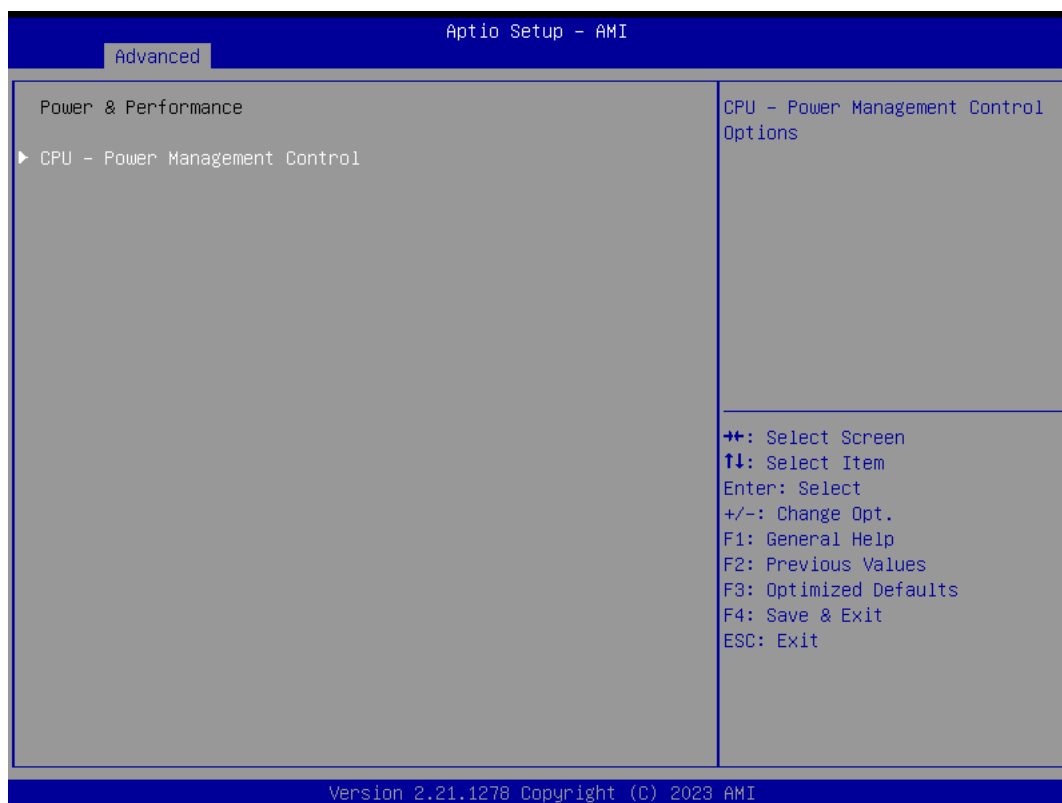 Aptio Setup – AMI
Advanced
Power & Performance
▶ CPU – Power Management Control
CPU – Power Management Control
Options
→←: Select Screen
↑↓: Select Item
Enter: Select
+/-: Change Opt.
F1: General Help
F2: Previous Values
F3: Optimized Defaults
F4: Save & Exit
ESC: Exit
Version 2.21.1278 Copyright (C) 2023 AMI